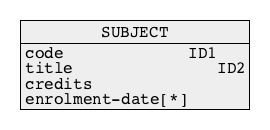 SUBJECT
code ID1
title ID2
credits
enrolment-date[*]